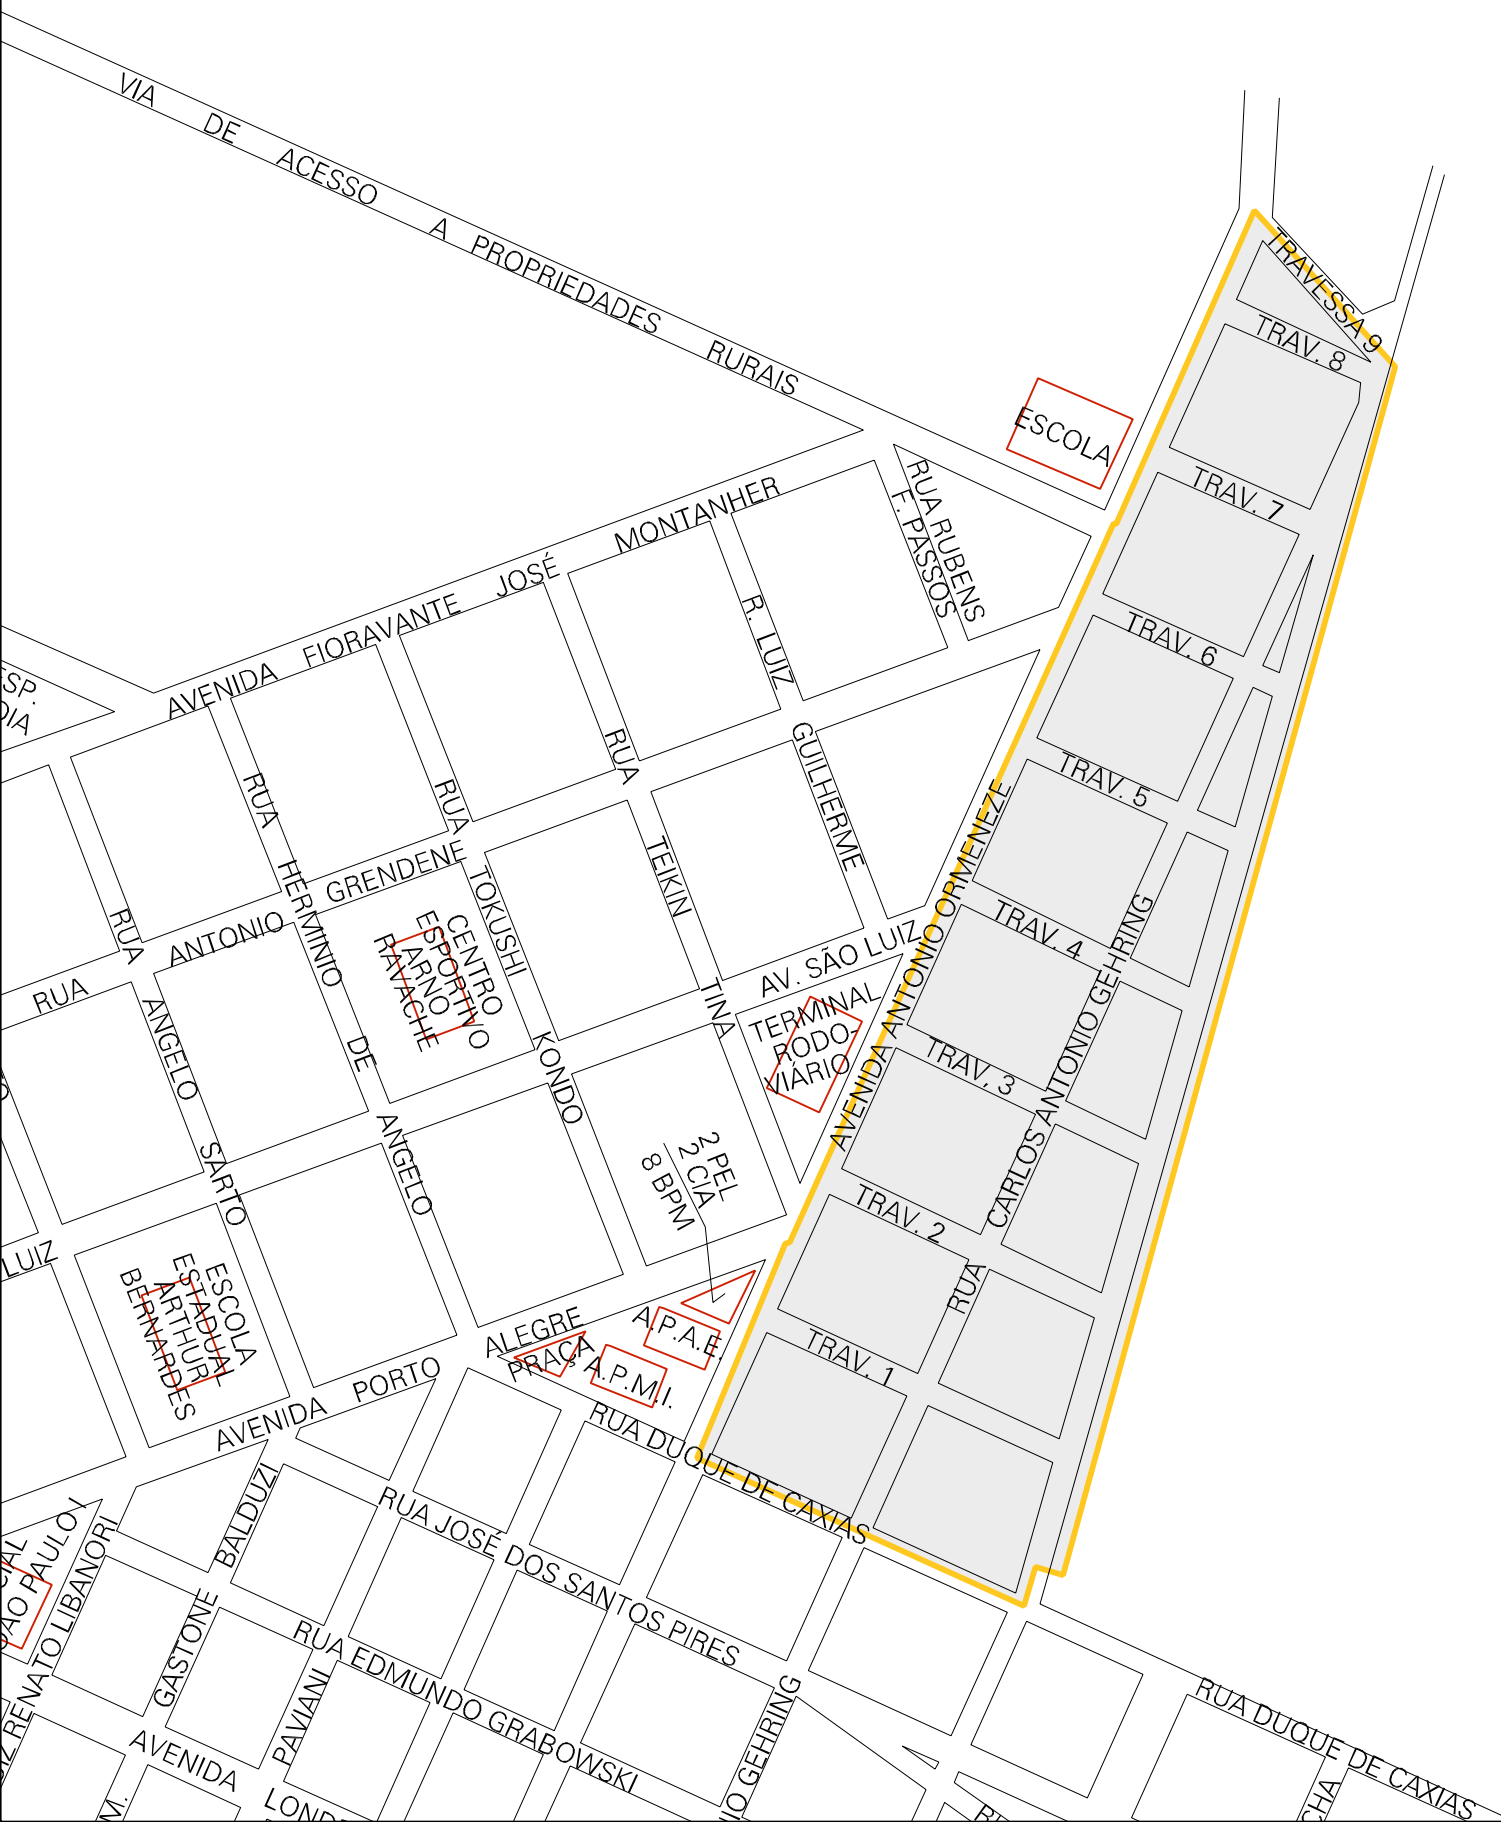 VIA DE ACESSO A PROPRIEDADES RURAIS
TRAVESSA 9
TRAV. 8
ESCOLA
TRAV. 7
RUA RUBENS
F. PASSOS
AVENIDA FIORAVANTE JOSÉ MONTANHER
R. LUIZ GUILHERME
TRAV. 6
ESP.
DIA
TRAV. 5
RUA TEIKIN TINA
RUA TOKUSHI KONDO
RUA HERMINIO DE ANGELO
RUA ANGELO SARTO
RUA ANTONIO GRENDENE
CENTRO
ESPORTIVO
ARNO
RAVACHE
AV. SÃO LUIZ
TERMINAL
RODO-
VIÁRIO
AVENIDA ANTONIO ORMENEZE
TRAV. 4
RUA CARLOS ANTONIO GEHRING
TRAV. 3
2 PEL
2 CIA
8 BPM
TRAV. 2
LUIZ
ESCOLA
ESTADUAL
ARTHUR
BERNARDES
A.P.A.E.
PRAÇA
A.P.M.I.
TRAV. 1
AVENIDA PORTO ALEGRE
RUA DUQUE DE CAXIAS
RUA JOSÉ DOS SANTOS PIRES
GASTONE BALDUZI
RENATO LIBANORI
PAULO I
RUA EDMUNDO GRABOWSKI
PAVIANI
AVENIDA
M.
GEHRING
RUA DUQUE DE CAXIAS